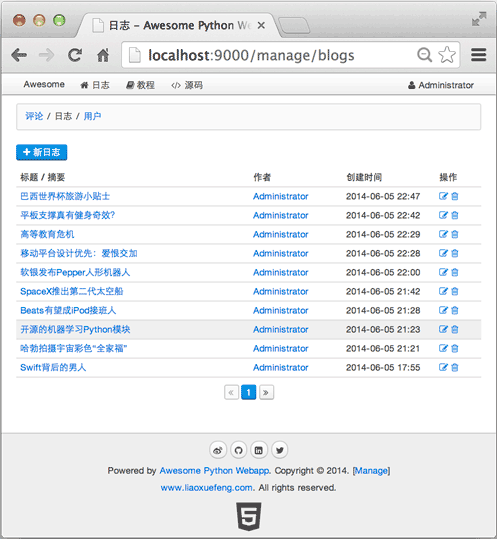 日志 - Awesome Python We
localhost:9000/manage/blogs
Awesome 日志 教程 源码 Administrator
评论 / 日志 / 用户
新日志
标题 / 摘要 作者 创建时间 操作
巴西世界杯旅游小贴士 Administrator 2014-06-05 22:47
平板支撑真有健身奇效? Administrator 2014-06-05 22:42
高等教育危机 Administrator 2014-06-05 22:29
移动平台设计优先：爱恨交加 Administrator 2014-06-05 22:28
软银发布Pepper人形机器人 Administrator 2014-06-05 22:00
SpaceX推出第二代太空船 Administrator 2014-06-05 21:42
Beats有望成iPod接班人 Administrator 2014-06-05 21:28
开源的机器学习Python模块 Administrator 2014-06-05 21:23
哈勃拍摄宇宙彩色“全家福” Administrator 2014-06-05 21:21
Swift背后的男人 Administrator 2014-06-05 17:55
« 1 »
Powered by Awesome Python Webapp. Copyright © 2014. [Manage]
www.liaoxuefeng.com. All rights reserved.
5